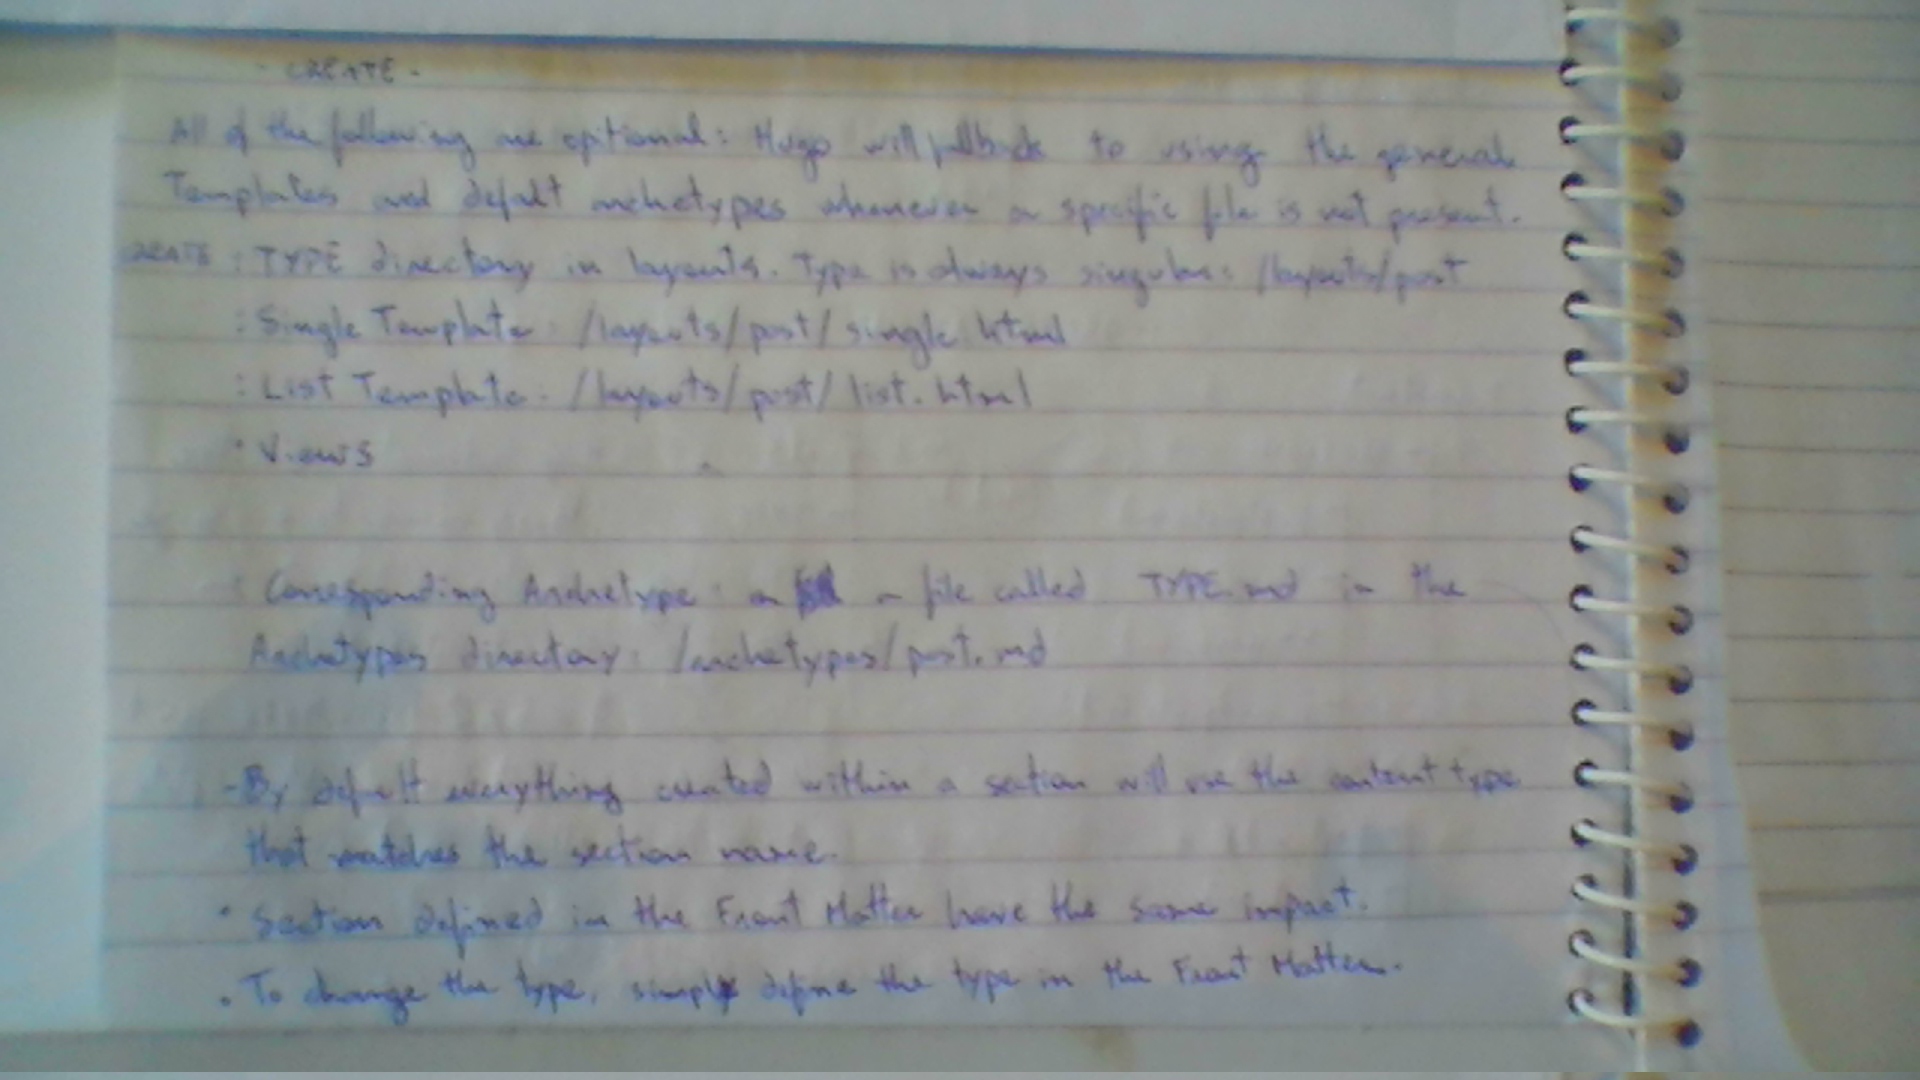 - CREATE -
All of the following are optional: Hugo will fallback to using the general
Templates and default archetypes whenever a specific file is not present.
CREATE : TYPE directory in layouts. Type is always singular: /layouts/post
: Single Template: /layouts/post/single.html
: List Template: /layouts/post/list.html
: Views
: Corresponding Archetype: a file called TYPE.md in the
Archetypes directory: /archetypes/post.md
- By default everything created within a section will use the content type
that matches the section name.
• Section defined in the Front Matter have the same impact.
• To change the type, simply define the type in the Front Matter.